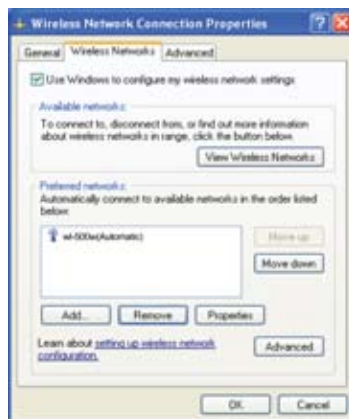 Wireless Network Connection Properties
General Wireless Networks Advanced
Use Windows to configure my wireless network settings
Available networks:
To connect to, disconnect from, or find out more information
about wireless networks in range, click the button below.
View Wireless Networks
Preferred networks:
Automatically connect to available networks in the order listed
below:
wl-500w(Automatic)
Move up
Move down
Add...
Remove
Properties
Learn about setting up wireless network
configuration.
Advanced
OK
Cancel